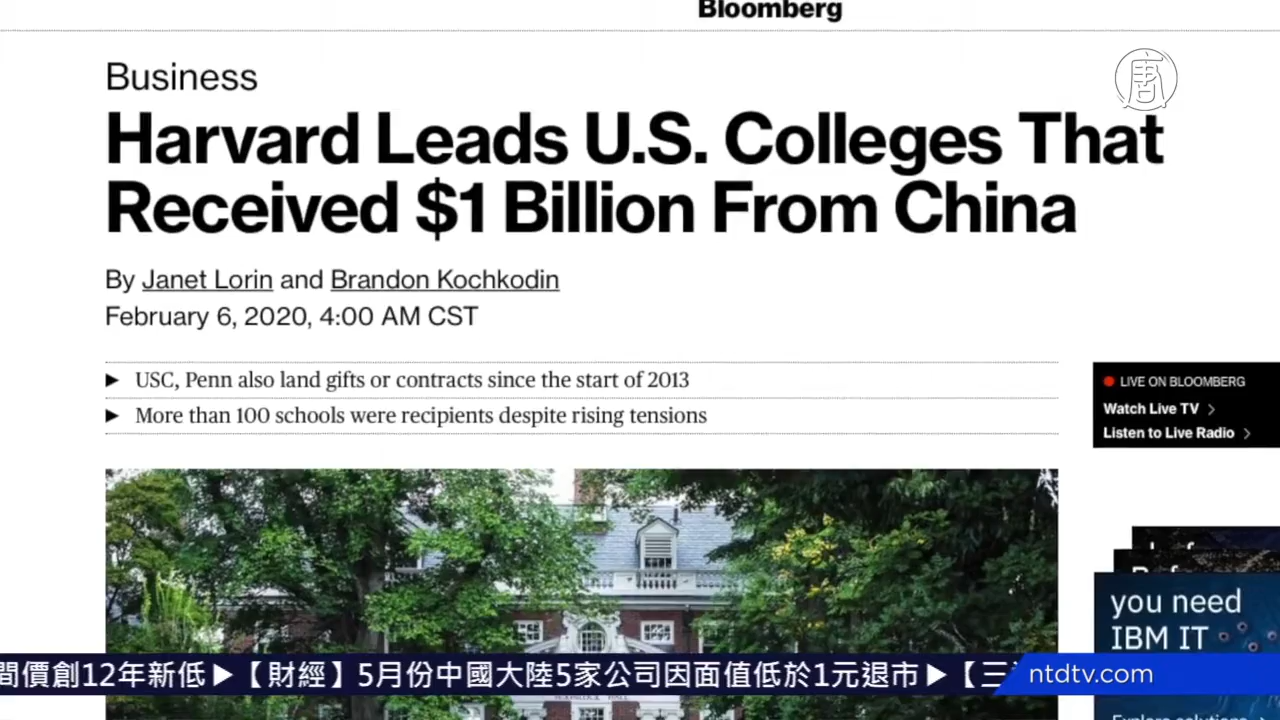 Bloomberg
唐
Business
Harvard Leads U.S. Colleges That
Received $1 Billion From China
By Janet Lorin and Brandon Kochkodin
February 6, 2020, 4:00 AM CST
▶ USC, Penn also land gifts or contracts since the start of 2013
▶ More than 100 schools were recipients despite rising tensions
LIVE ON BLOOMBERG
Watch Live TV >
Listen to Live Radio >
you need
IBM IT
間價創12年新低▶【財經】5月份中國大陸5家公司因面值低於1元退市▶【三
ntdtv.com